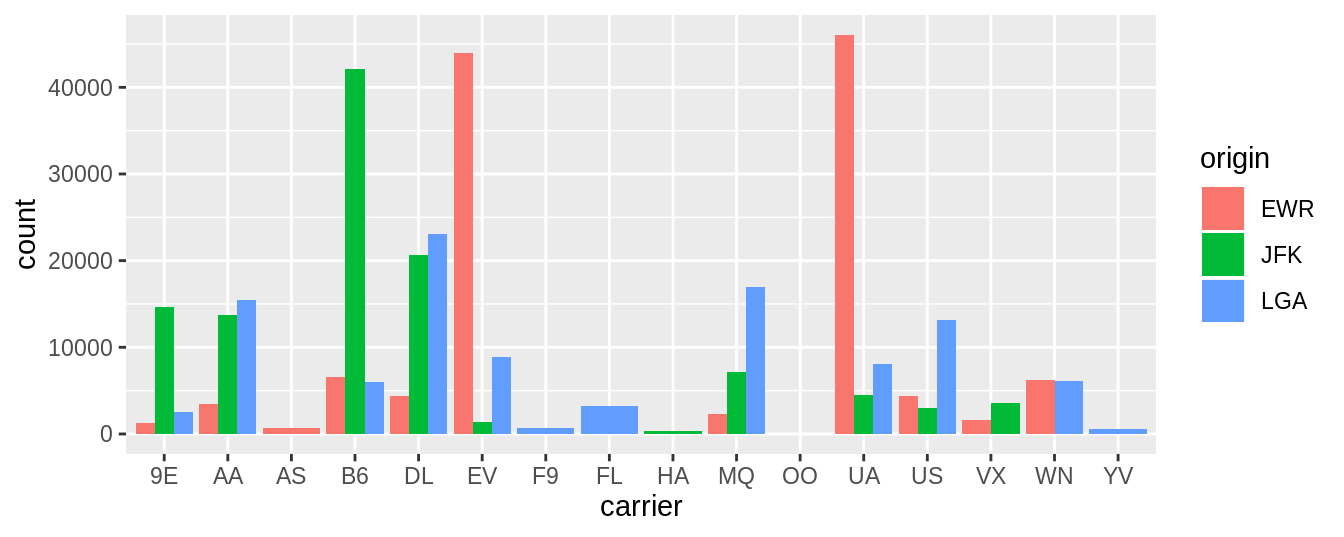 40000
30000
20000
10000
0
count
9E AA AS B6 DL EV F9 FL HA MQ OO UA US VX WN YV
carrier
origin
EWR
JFK
LGA